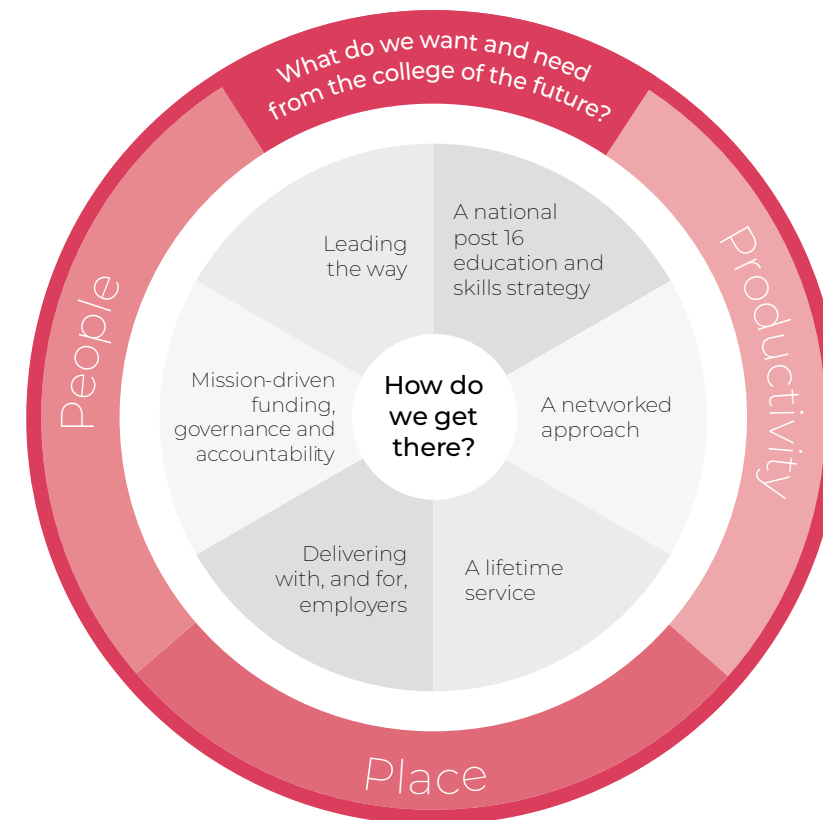 What do we want and need
from the college of the future?
People
Productivity
Place
Leading
the way
A national
post 16
education and
skills strategy
Mission-driven
funding,
governance and
accountability
How do
we get
there?
A networked
approach
Delivering
with, and for,
employers
A lifetime
service